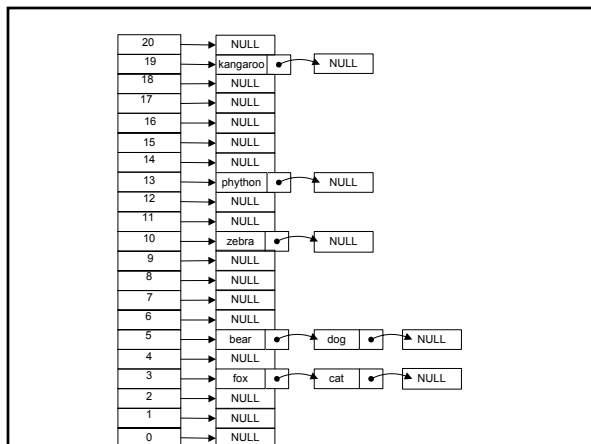 20 NULL
19 kangaroo NULL
18 NULL
17 NULL
16 NULL
15 NULL
14 NULL
13 phython NULL
12 NULL
11 NULL
10 zebra NULL
9 NULL
8 NULL
7 NULL
6 NULL
5 bear dog NULL
4 NULL
3 fox cat NULL
2 NULL
1 NULL
0 NULL